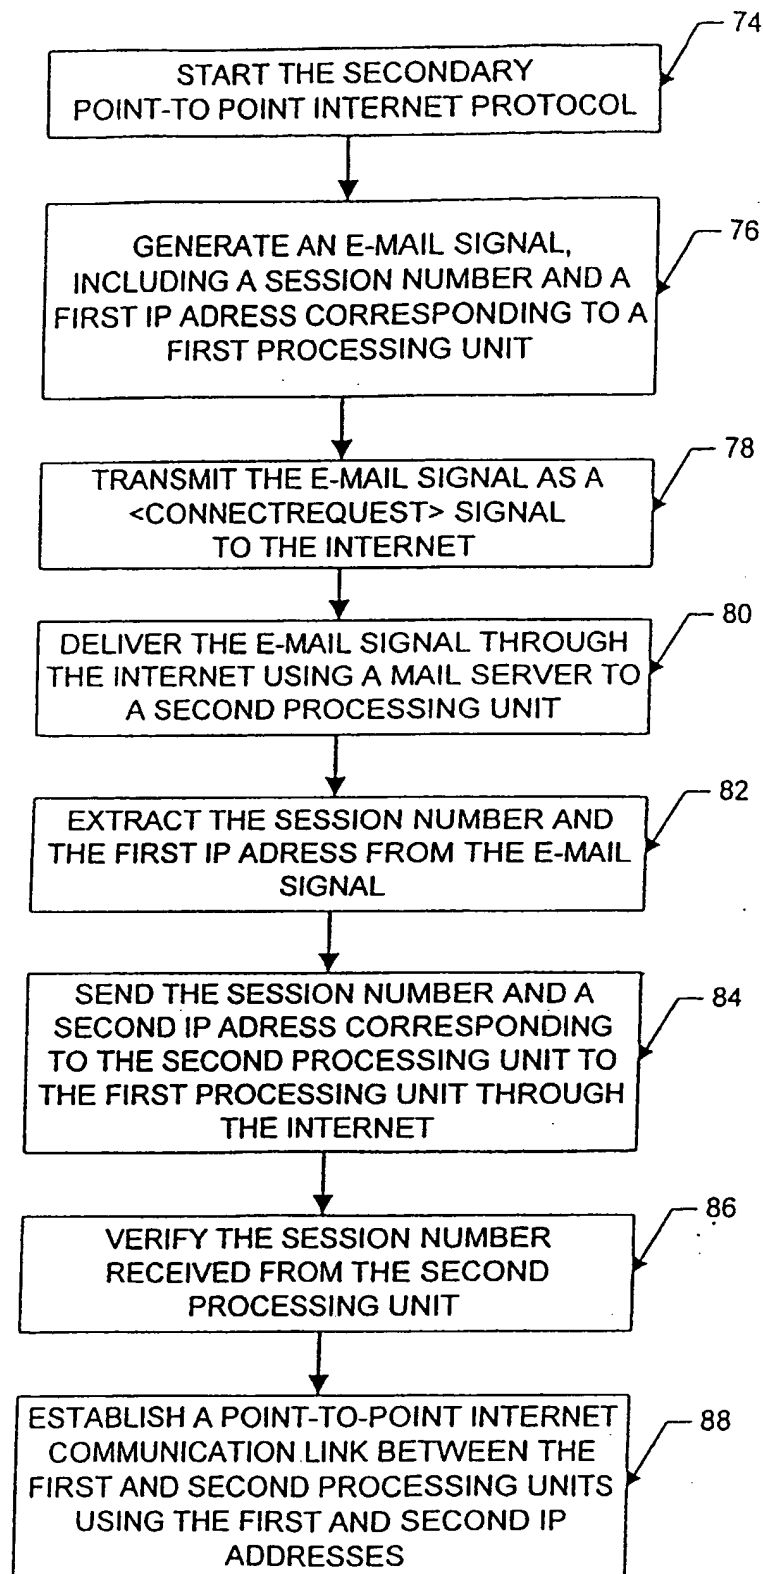 74
START THE SECONDARY
POINT-TO POINT INTERNET PROTOCOL
76
GENERATE AN E-MAIL SIGNAL,
INCLUDING A SESSION NUMBER AND A
FIRST IP ADRESS CORRESPONDING TO A
FIRST PROCESSING UNIT
78
TRANSMIT THE E-MAIL SIGNAL AS A
<CONNECTREQUEST> SIGNAL
TO THE INTERNET
80
DELIVER THE E-MAIL SIGNAL THROUGH
THE INTERNET USING A MAIL SERVER TO
A SECOND PROCESSING UNIT
82
EXTRACT THE SESSION NUMBER AND
THE FIRST IP ADRESS FROM THE E-MAIL
SIGNAL
84
SEND THE SESSION NUMBER AND A
SECOND IP ADRESS CORRESPONDING
TO THE SECOND PROCESSING UNIT TO
THE FIRST PROCESSING UNIT THROUGH
THE INTERNET
86
VERIFY THE SESSION NUMBER
RECEIVED FROM THE SECOND
PROCESSING UNIT
88
ESTABLISH A POINT-TO-POINT INTERNET
COMMUNICATION LINK BETWEEN THE
FIRST AND SECOND PROCESSING UNITS
USING THE FIRST AND SECOND IP
ADDRESSES